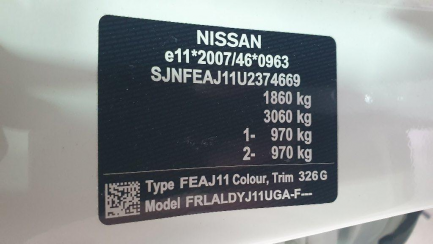 NISSAN
e11*2007/46*0963
SJNFEAJ11U2374669
1860 kg
3060 kg
1- 970 kg
2- 970 kg
Type FEAJ11 Colour, Trim 326 G
Model FRLALDYJ11UGA-F----